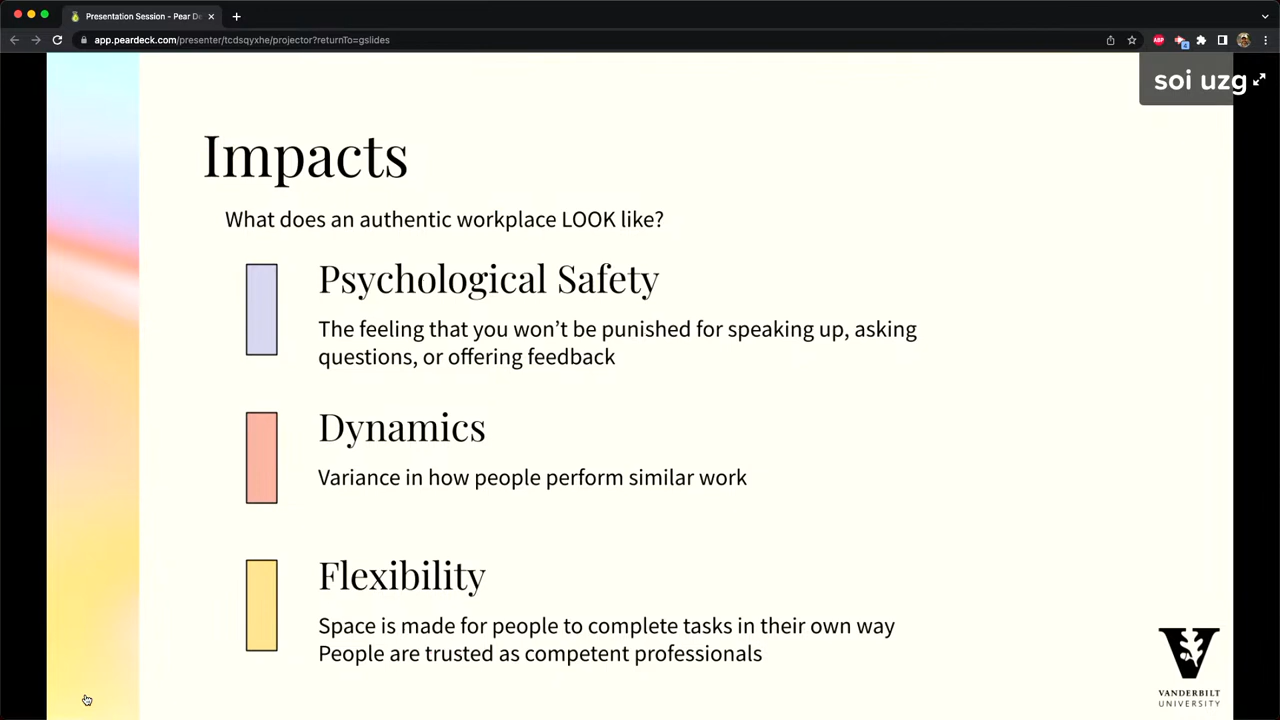 Presentation Session - Pear De
app.peardeck.com/presenter/tcdsqyxhe/projector?returnTo=gslides
ABP
4
soi uzg
Impacts
What does an authentic workplace LOOK like?
Psychological Safety
The feeling that you won’t be punished for speaking up, asking
questions, or offering feedback
Dynamics
Variance in how people perform similar work
Flexibility
Space is made for people to complete tasks in their own way
People are trusted as competent professionals
V
VANDERBILT
UNIVERSITY